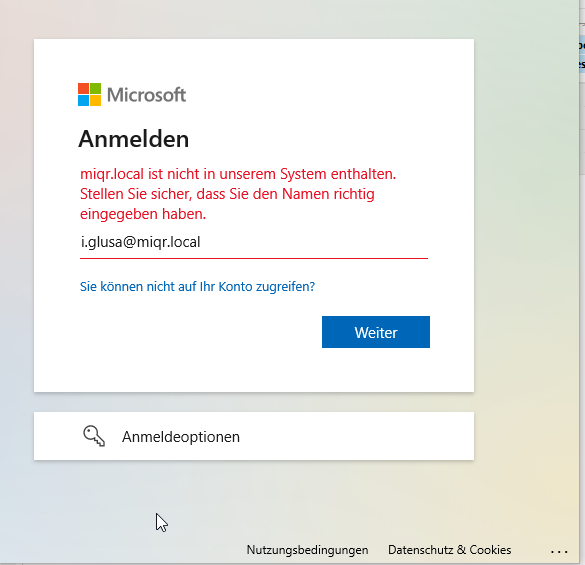 Microsoft
Anmelden
miqr.local ist nicht in unserem System enthalten.
Stellen Sie sicher, dass Sie den Namen richtig
eingegeben haben.
i.glusa@miqr.local
Sie können nicht auf Ihr Konto zugreifen?
Weiter
Anmeldeoptionen
Nutzungsbedingungen Datenschutz & Cookies ...